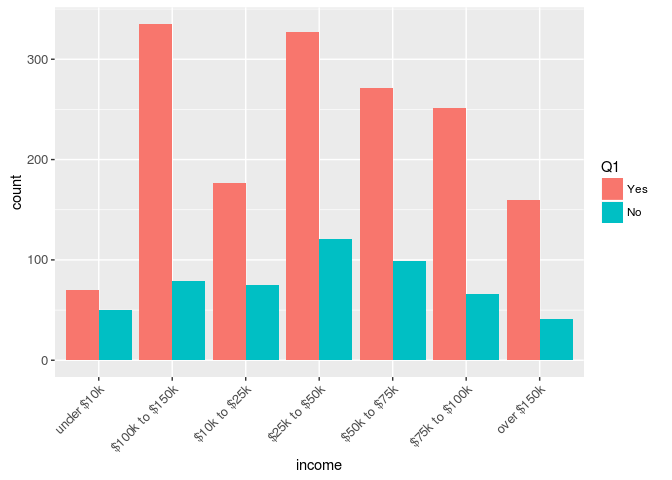 300
200
100
0
count
under $10k
$100k to $150k
$10k to $25k
$25k to $50k
$50k to $75k
$75k to $100k
over $150k
income
Q1
Yes
No